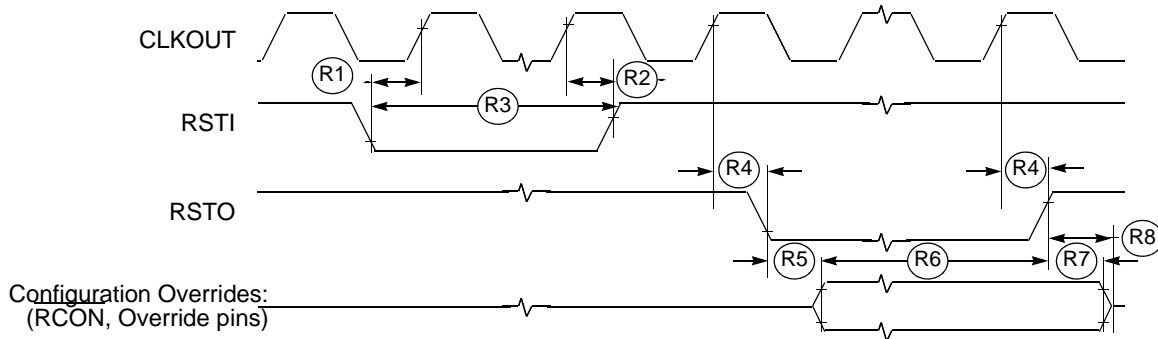 CLKOUT
R1
R2
R3
RSTI
R4
R4
RSTO
R8
R5
R6
R7
Configuration Overrides:
(RCON, Override pins)